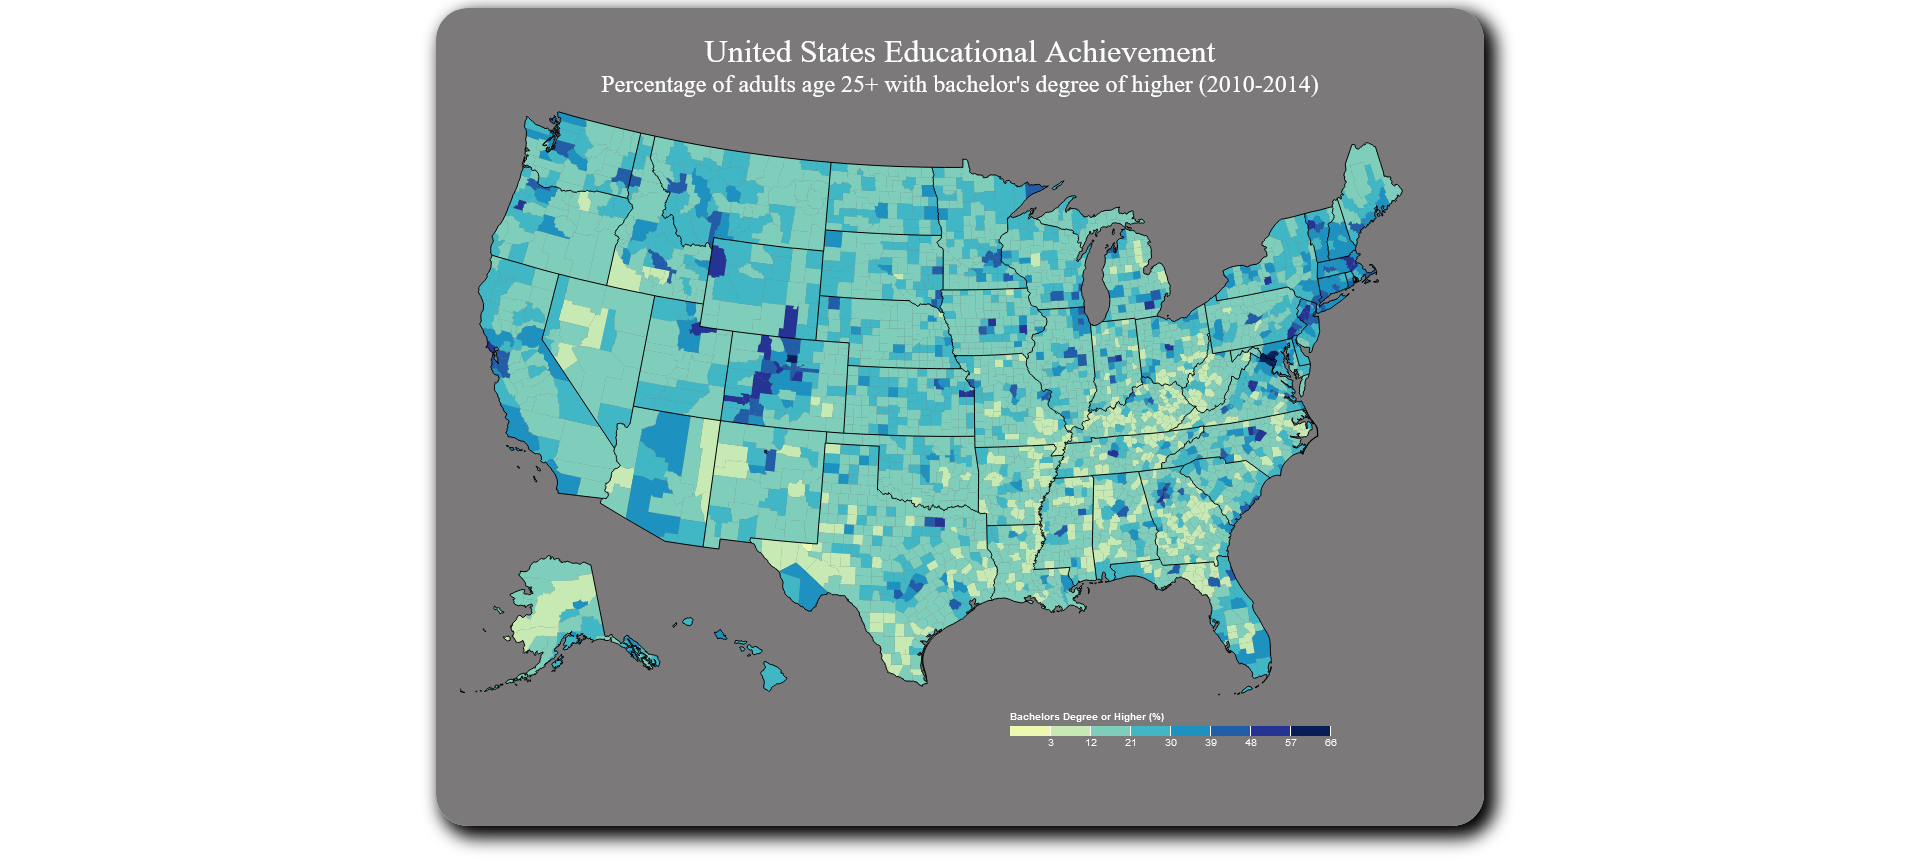 United States Educational Achievement
Percentage of adults age 25+ with bachelor's degree of higher (2010-2014)
Bachelors Degree or Higher (%)
3 12 21 30 39 48 57 66